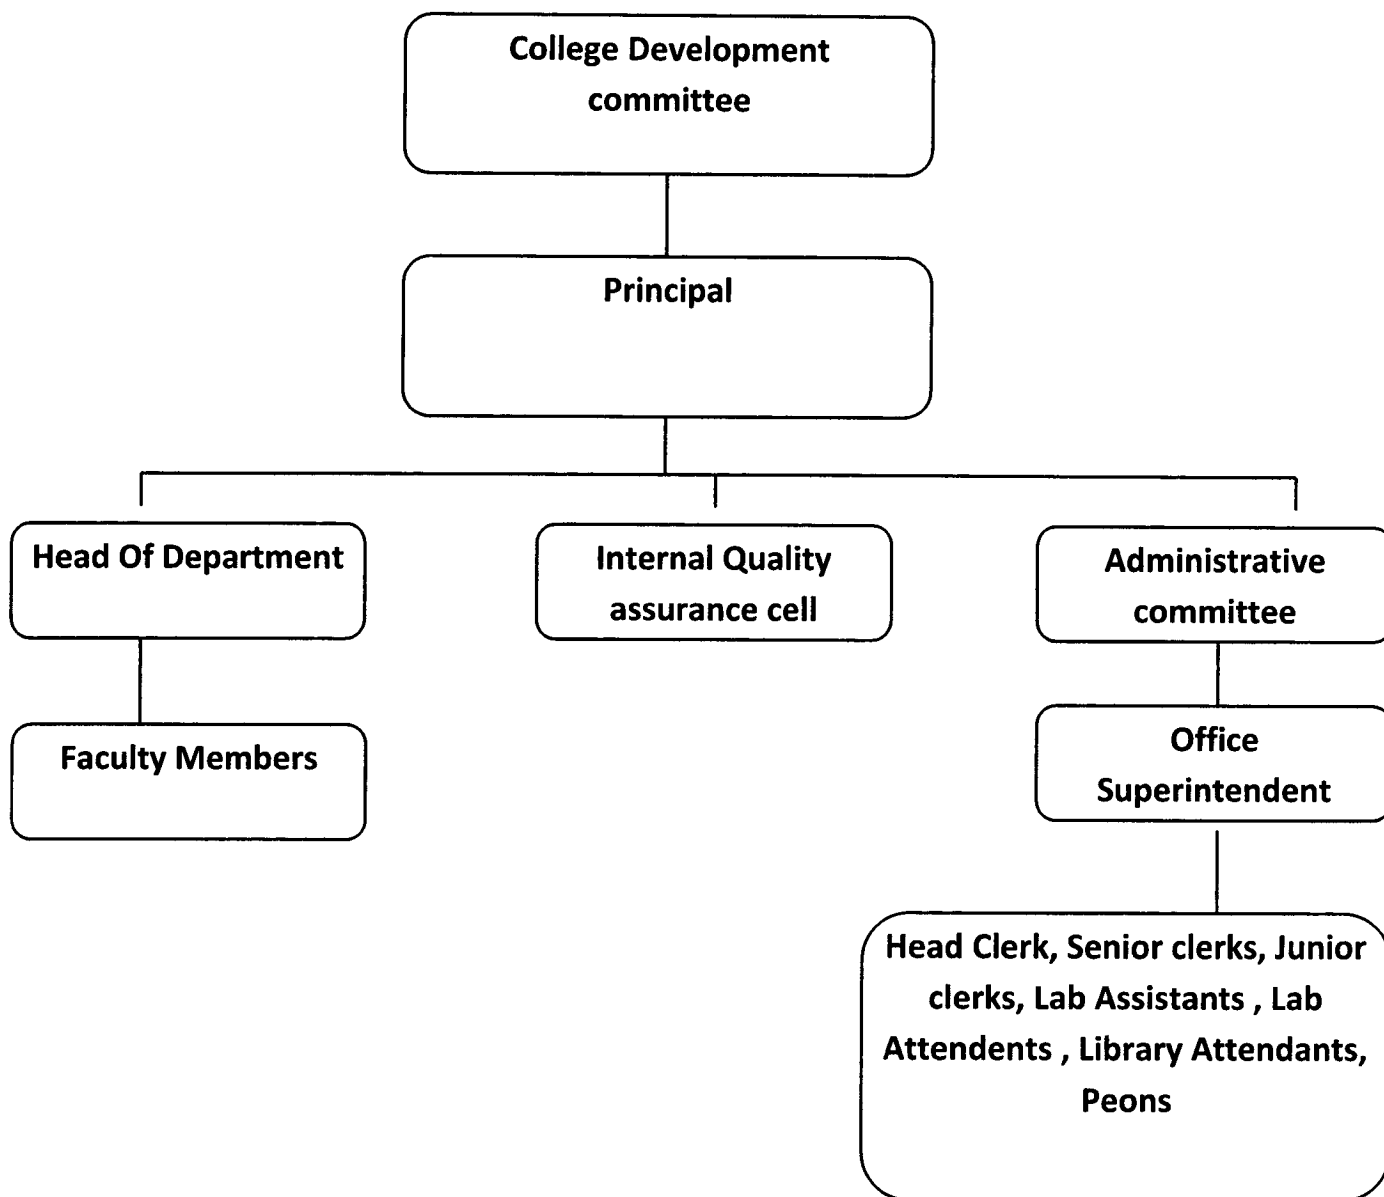 College Development
committee
Principal
Head Of Department
Internal Quality
assurance cell
Administrative
committee
Faculty Members
Office
Superintendent
Head Clerk, Senior clerks, Junior
clerks, Lab Assistants , Lab
Attendents , Library Attendants,
Peons